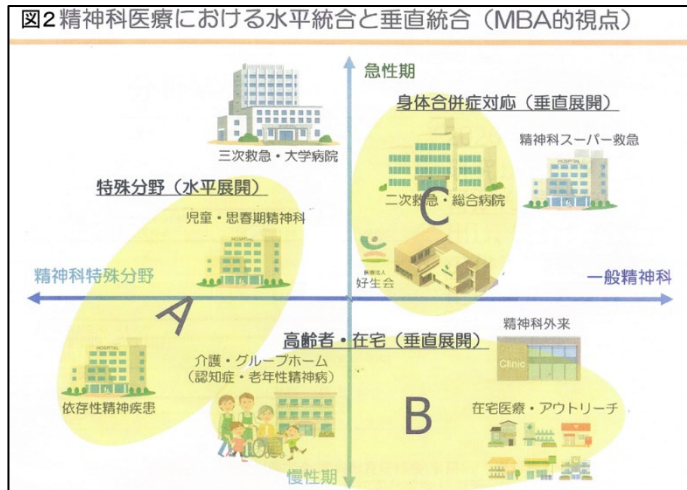 図2 精神科医療における水平統合と垂直統合（MBA的視点）
急性期
身体合併症対応（垂直展開）
三次救急・大学病院
精神科スーパー救急
特殊分野（水平展開）
二次救急・総合病院
C
児童・思春期精神科
HOSPITAL
医療法人
好生会
精神科特殊分野
一般精神科
A
高齢者・在宅（垂直展開）
精神科外来
Clinic
介護・グループホーム
（認知症・老年性精神病）
HOSPITAL
依存性精神疾患
B
在宅医療・アウトリーチ
慢性期